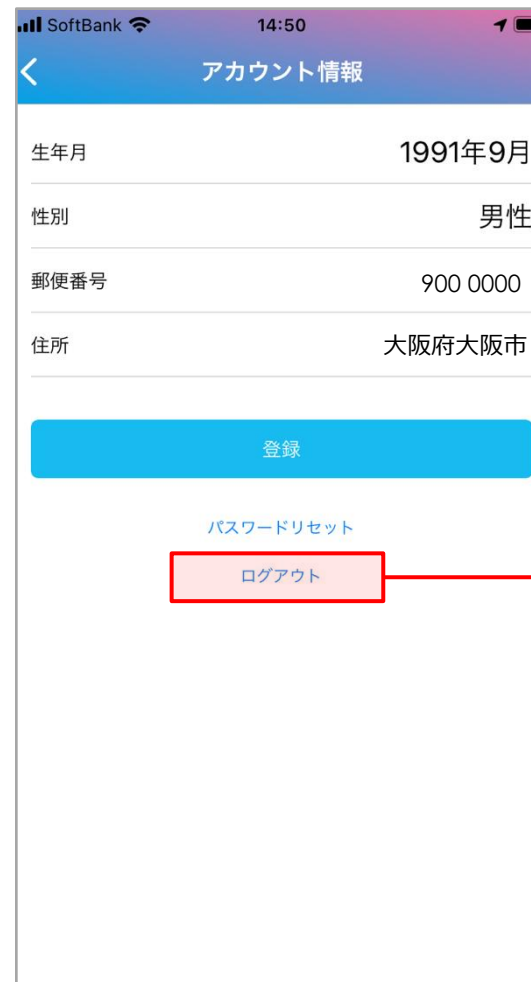 SoftBank 14:50
アカウント情報
生年月 1991年9月
性別 男性
郵便番号 900 0000
住所 大阪府大阪市
登録
パスワードリセット
ログアウト